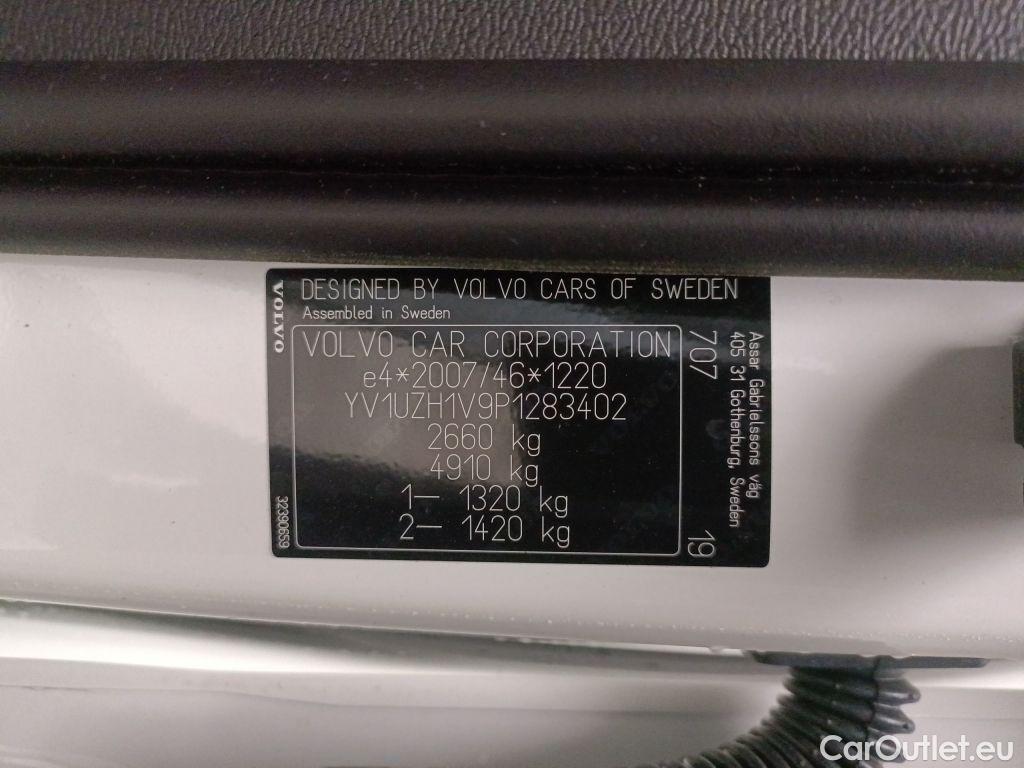 VOLVO
DESIGNED BY VOLVO CARS OF SWEDEN
Assembled in Sweden
VOLVO CAR CORPORATION
e4*2007/46*1220
YV1UZH1V9P1283402
2660 kg
4910 kg
1— 1320 kg
2— 1420 kg
32390659
707
19
Assar Gabrielssons väg
405 31 Gothenburg, Sweden
CarOutlet.eu